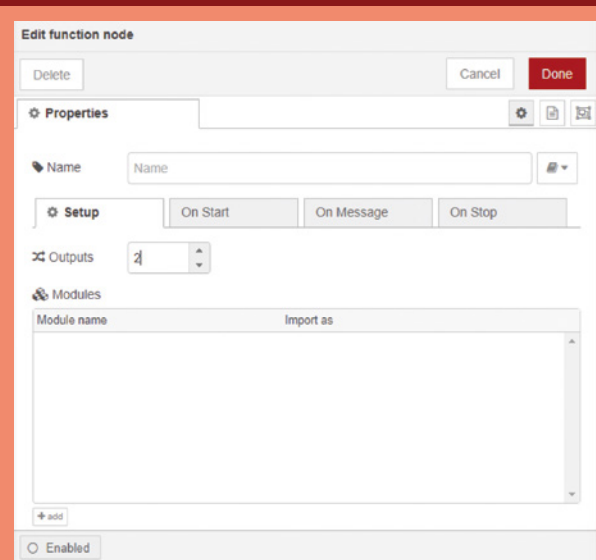 Edit function node
Delete Cancel Done
Properties
Name Name
Setup On Start On Message On Stop
Outputs 2
Modules
Module name Import as
+ add
Enabled